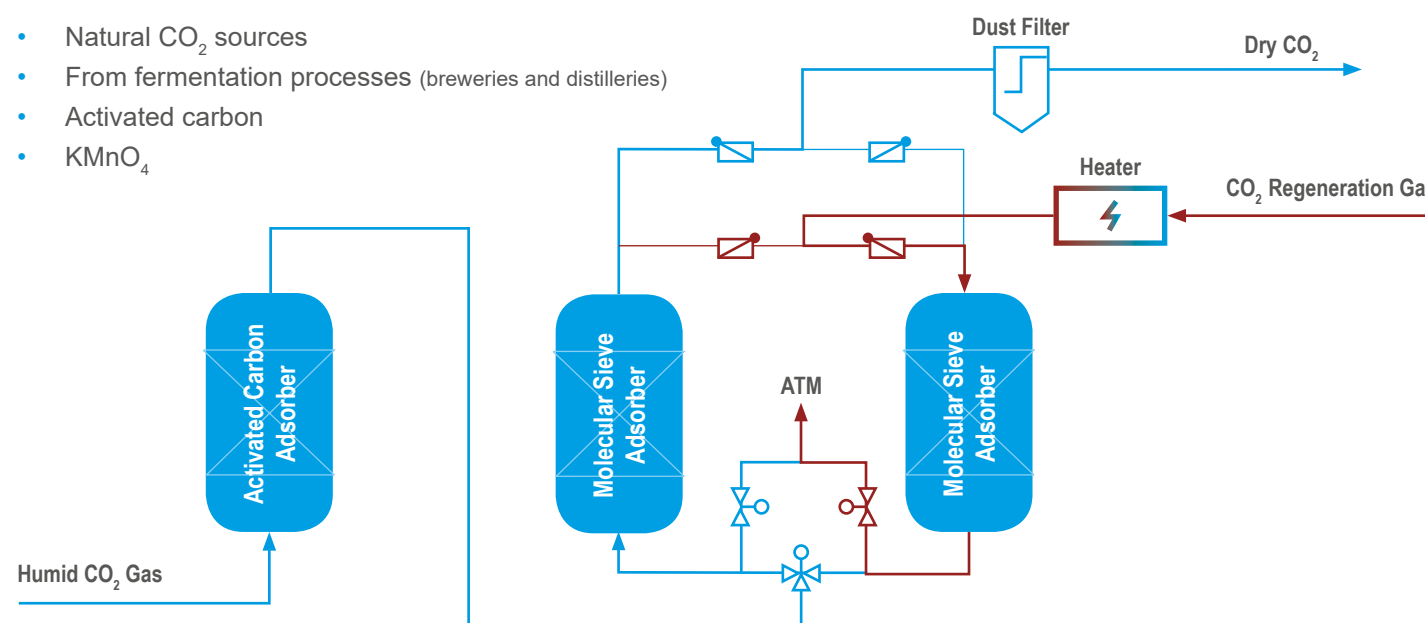 • Natural CO₂ sources
• From fermentation processes (breweries and distilleries)
• Activated carbon
• KMnO₄
Dust Filter
Dry CO₂
Heater
CO₂ Regeneration Ga
Activated Carbon
Adsorber
Molecular Sieve
Adsorber
Molecular Sieve
Adsorber
ATM
Humid CO₂ Gas